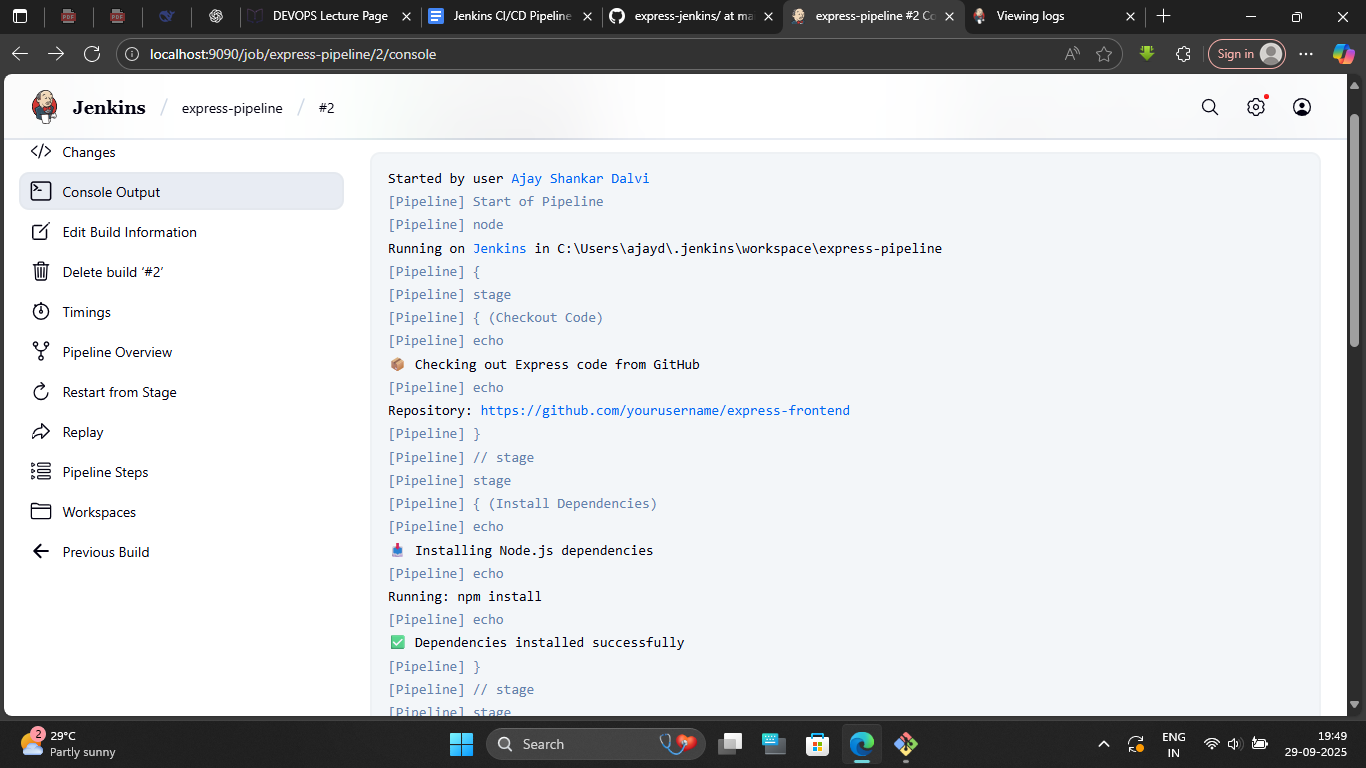 DEVOPS Lecture Page
Jenkins CI/CD Pipeline
express-jenkins/ at ma
express-pipeline #2 Co
Viewing logs
localhost:9090/job/express-pipeline/2/console
Sign in
Jenkins / express-pipeline / #2
Changes
Console Output
Edit Build Information
Delete build ‘#2’
Timings
Pipeline Overview
Restart from Stage
Replay
Pipeline Steps
Workspaces
Previous Build
Started by user Ajay Shankar Dalvi
[Pipeline] Start of Pipeline
[Pipeline] node
Running on Jenkins in C:\Users\ajayd\.jenkins\workspace\express-pipeline
[Pipeline] {
[Pipeline] stage
[Pipeline] { (Checkout Code)
[Pipeline] echo
📦 Checking out Express code from GitHub
[Pipeline] echo
Repository: https://github.com/yourusername/express-frontend
[Pipeline] }
[Pipeline] // stage
[Pipeline] stage
[Pipeline] { (Install Dependencies)
[Pipeline] echo
📥 Installing Node.js dependencies
[Pipeline] echo
Running: npm install
[Pipeline] echo
✅ Dependencies installed successfully
[Pipeline] }
[Pipeline] // stage
[Pipeline] stage
2
29°C
Partly sunny
Search
ENG
IN
19:49
29-09-2025